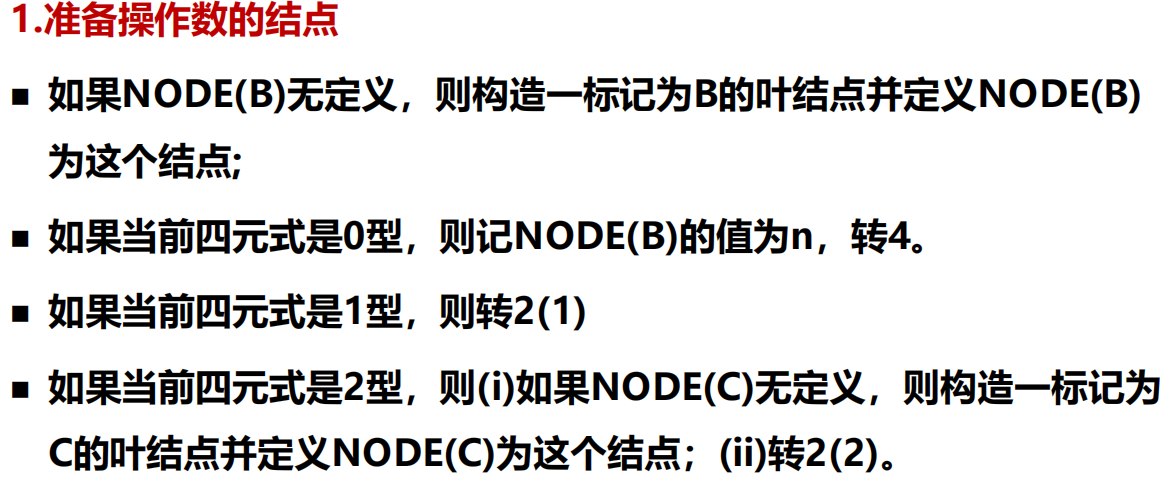 1.准备操作数的结点
■ 如果NODE(B)无定义，则构造一标记为B的叶结点并定义NODE(B)
为这个结点;
■ 如果当前四元式是0型，则记NODE(B)的值为n，转4。
■ 如果当前四元式是1型，则转2(1)
■ 如果当前四元式是2型，则(i)如果NODE(C)无定义，则构造一标记为
C的叶结点并定义NODE(C)为这个结点；(ii)转2(2)。